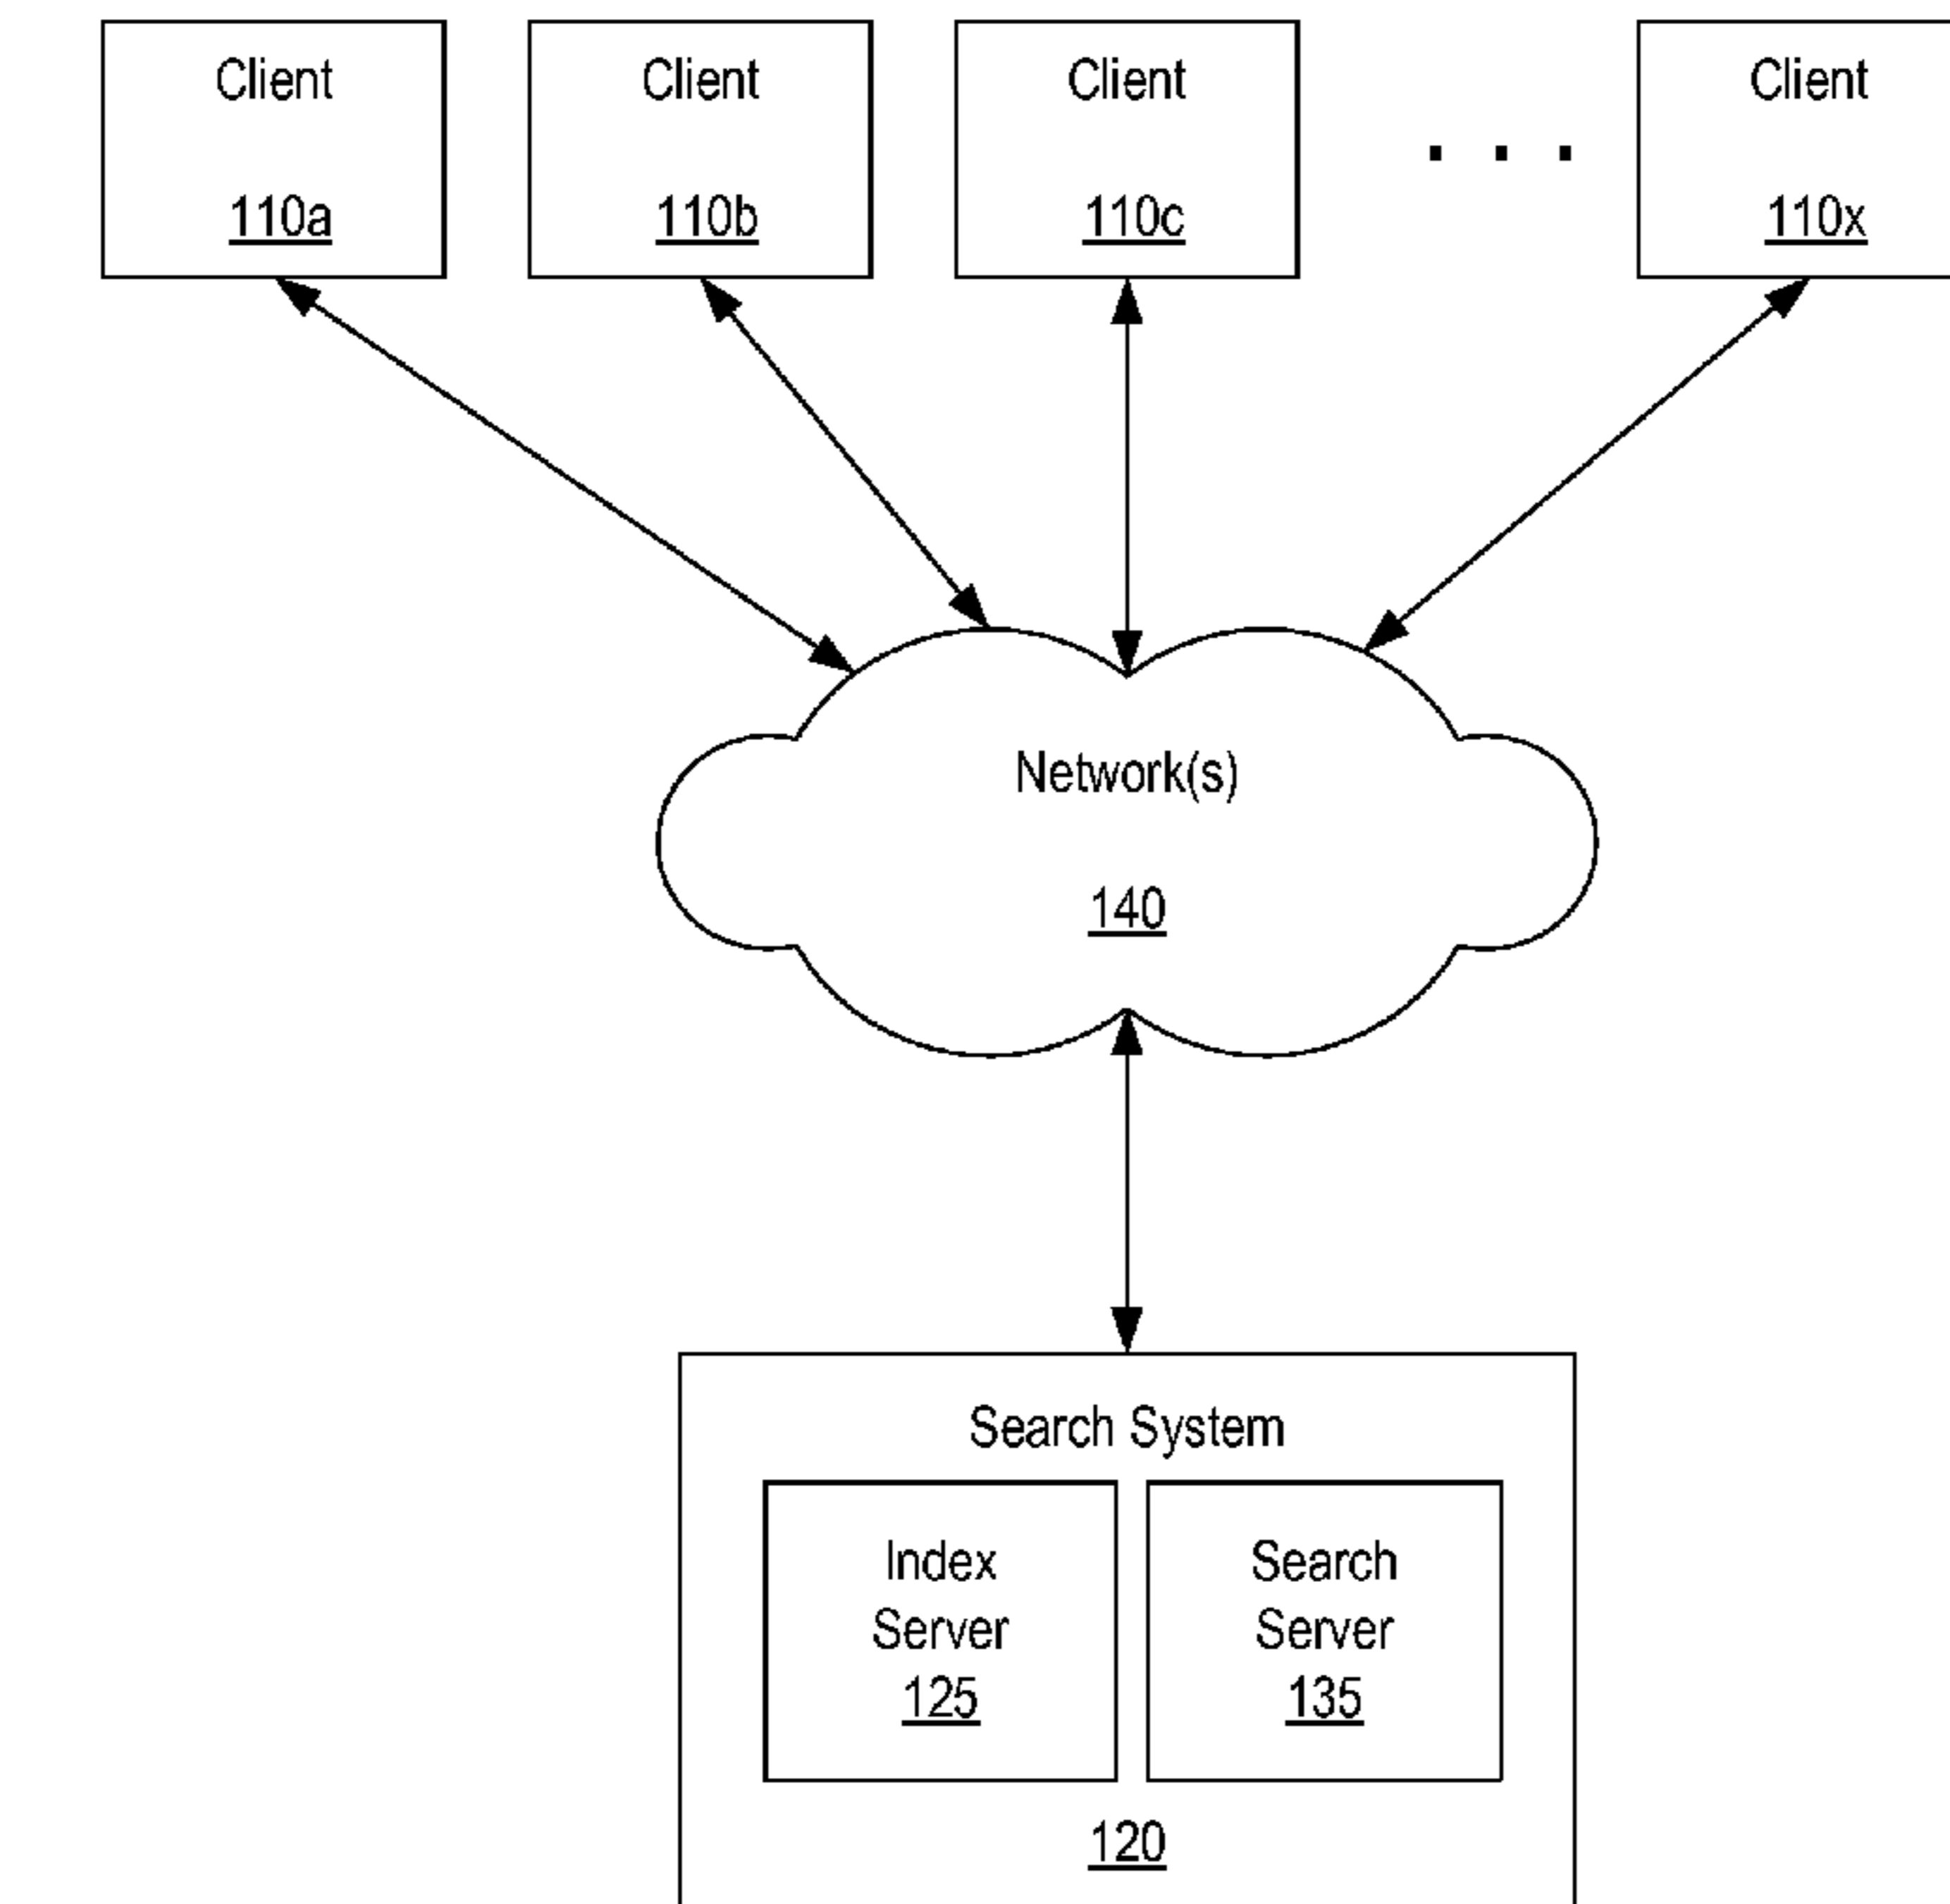 Client Client Client Client
110a 110b 110c . . . 110x
Network(s)
140
Search System
Index Search
Server Server
125 135
120